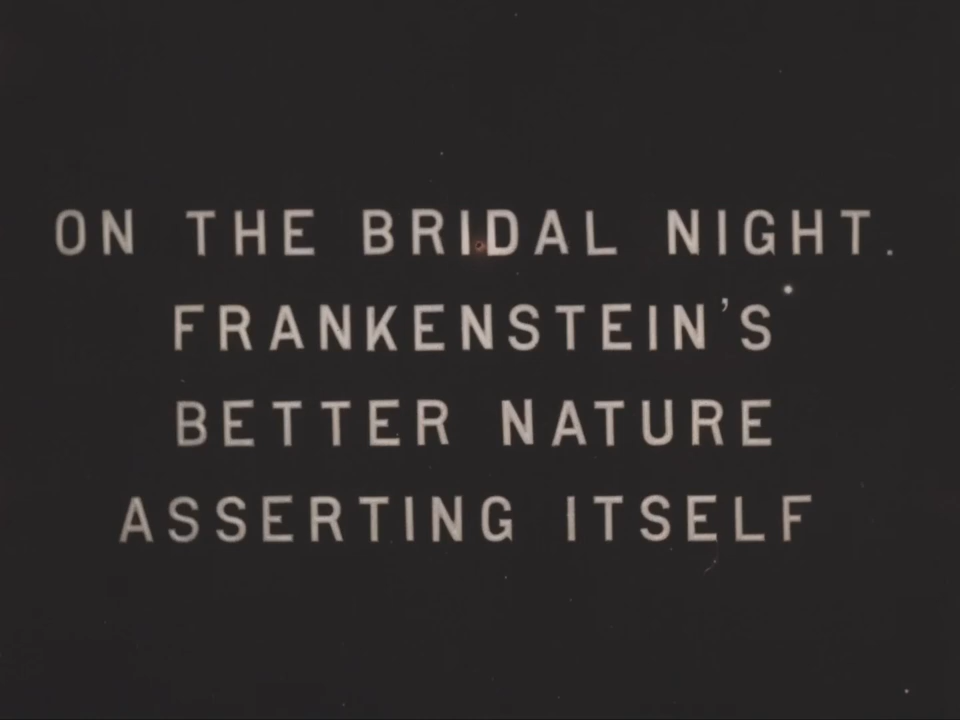 ON THE BRIDAL NIGHT.
FRANKENSTEIN'S
BETTER NATURE
ASSERTING ITSELF